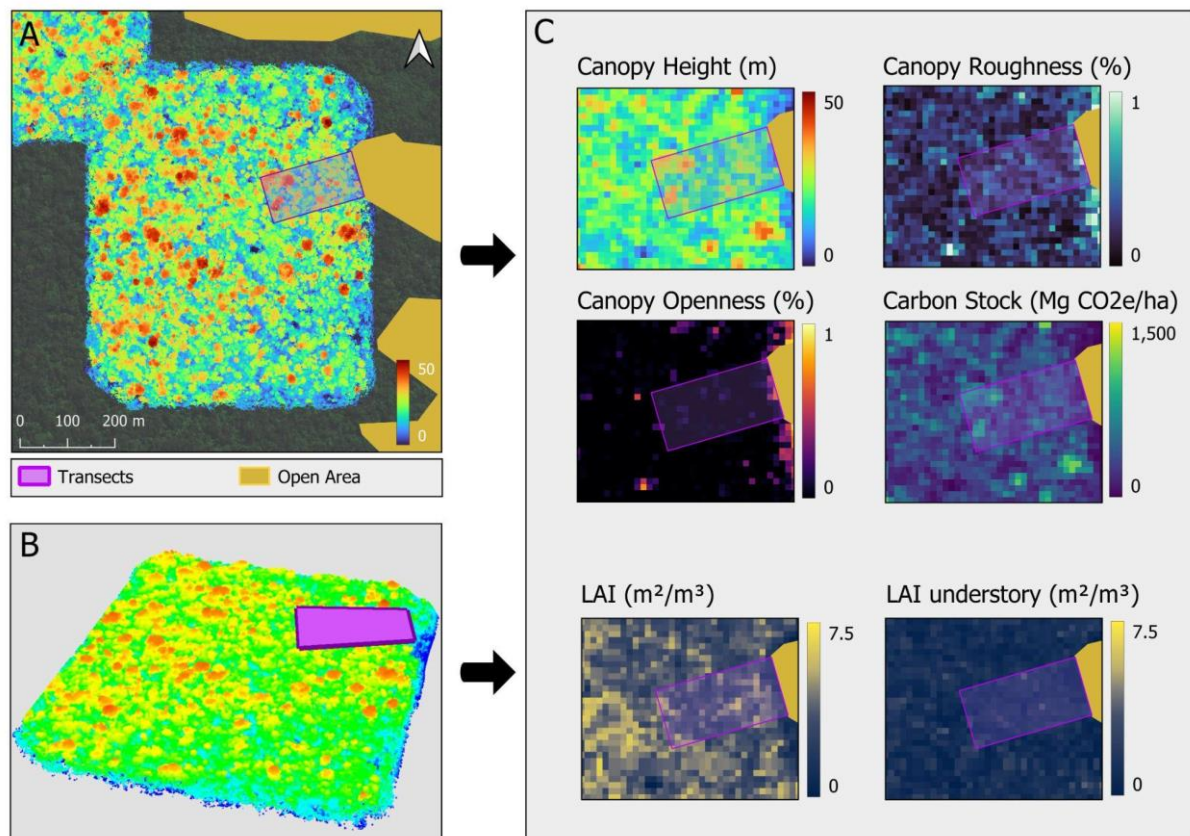 A
50
0
0 100 200 m
Transects
Open Area
B
C
Canopy Height (m)
50
0
Canopy Roughness (%)
1
0
Canopy Openness (%)
1
0
Carbon Stock (Mg CO2e/ha)
1,500
0
LAI (m²/m³)
7.5
0
LAI understory (m²/m³)
7.5
0